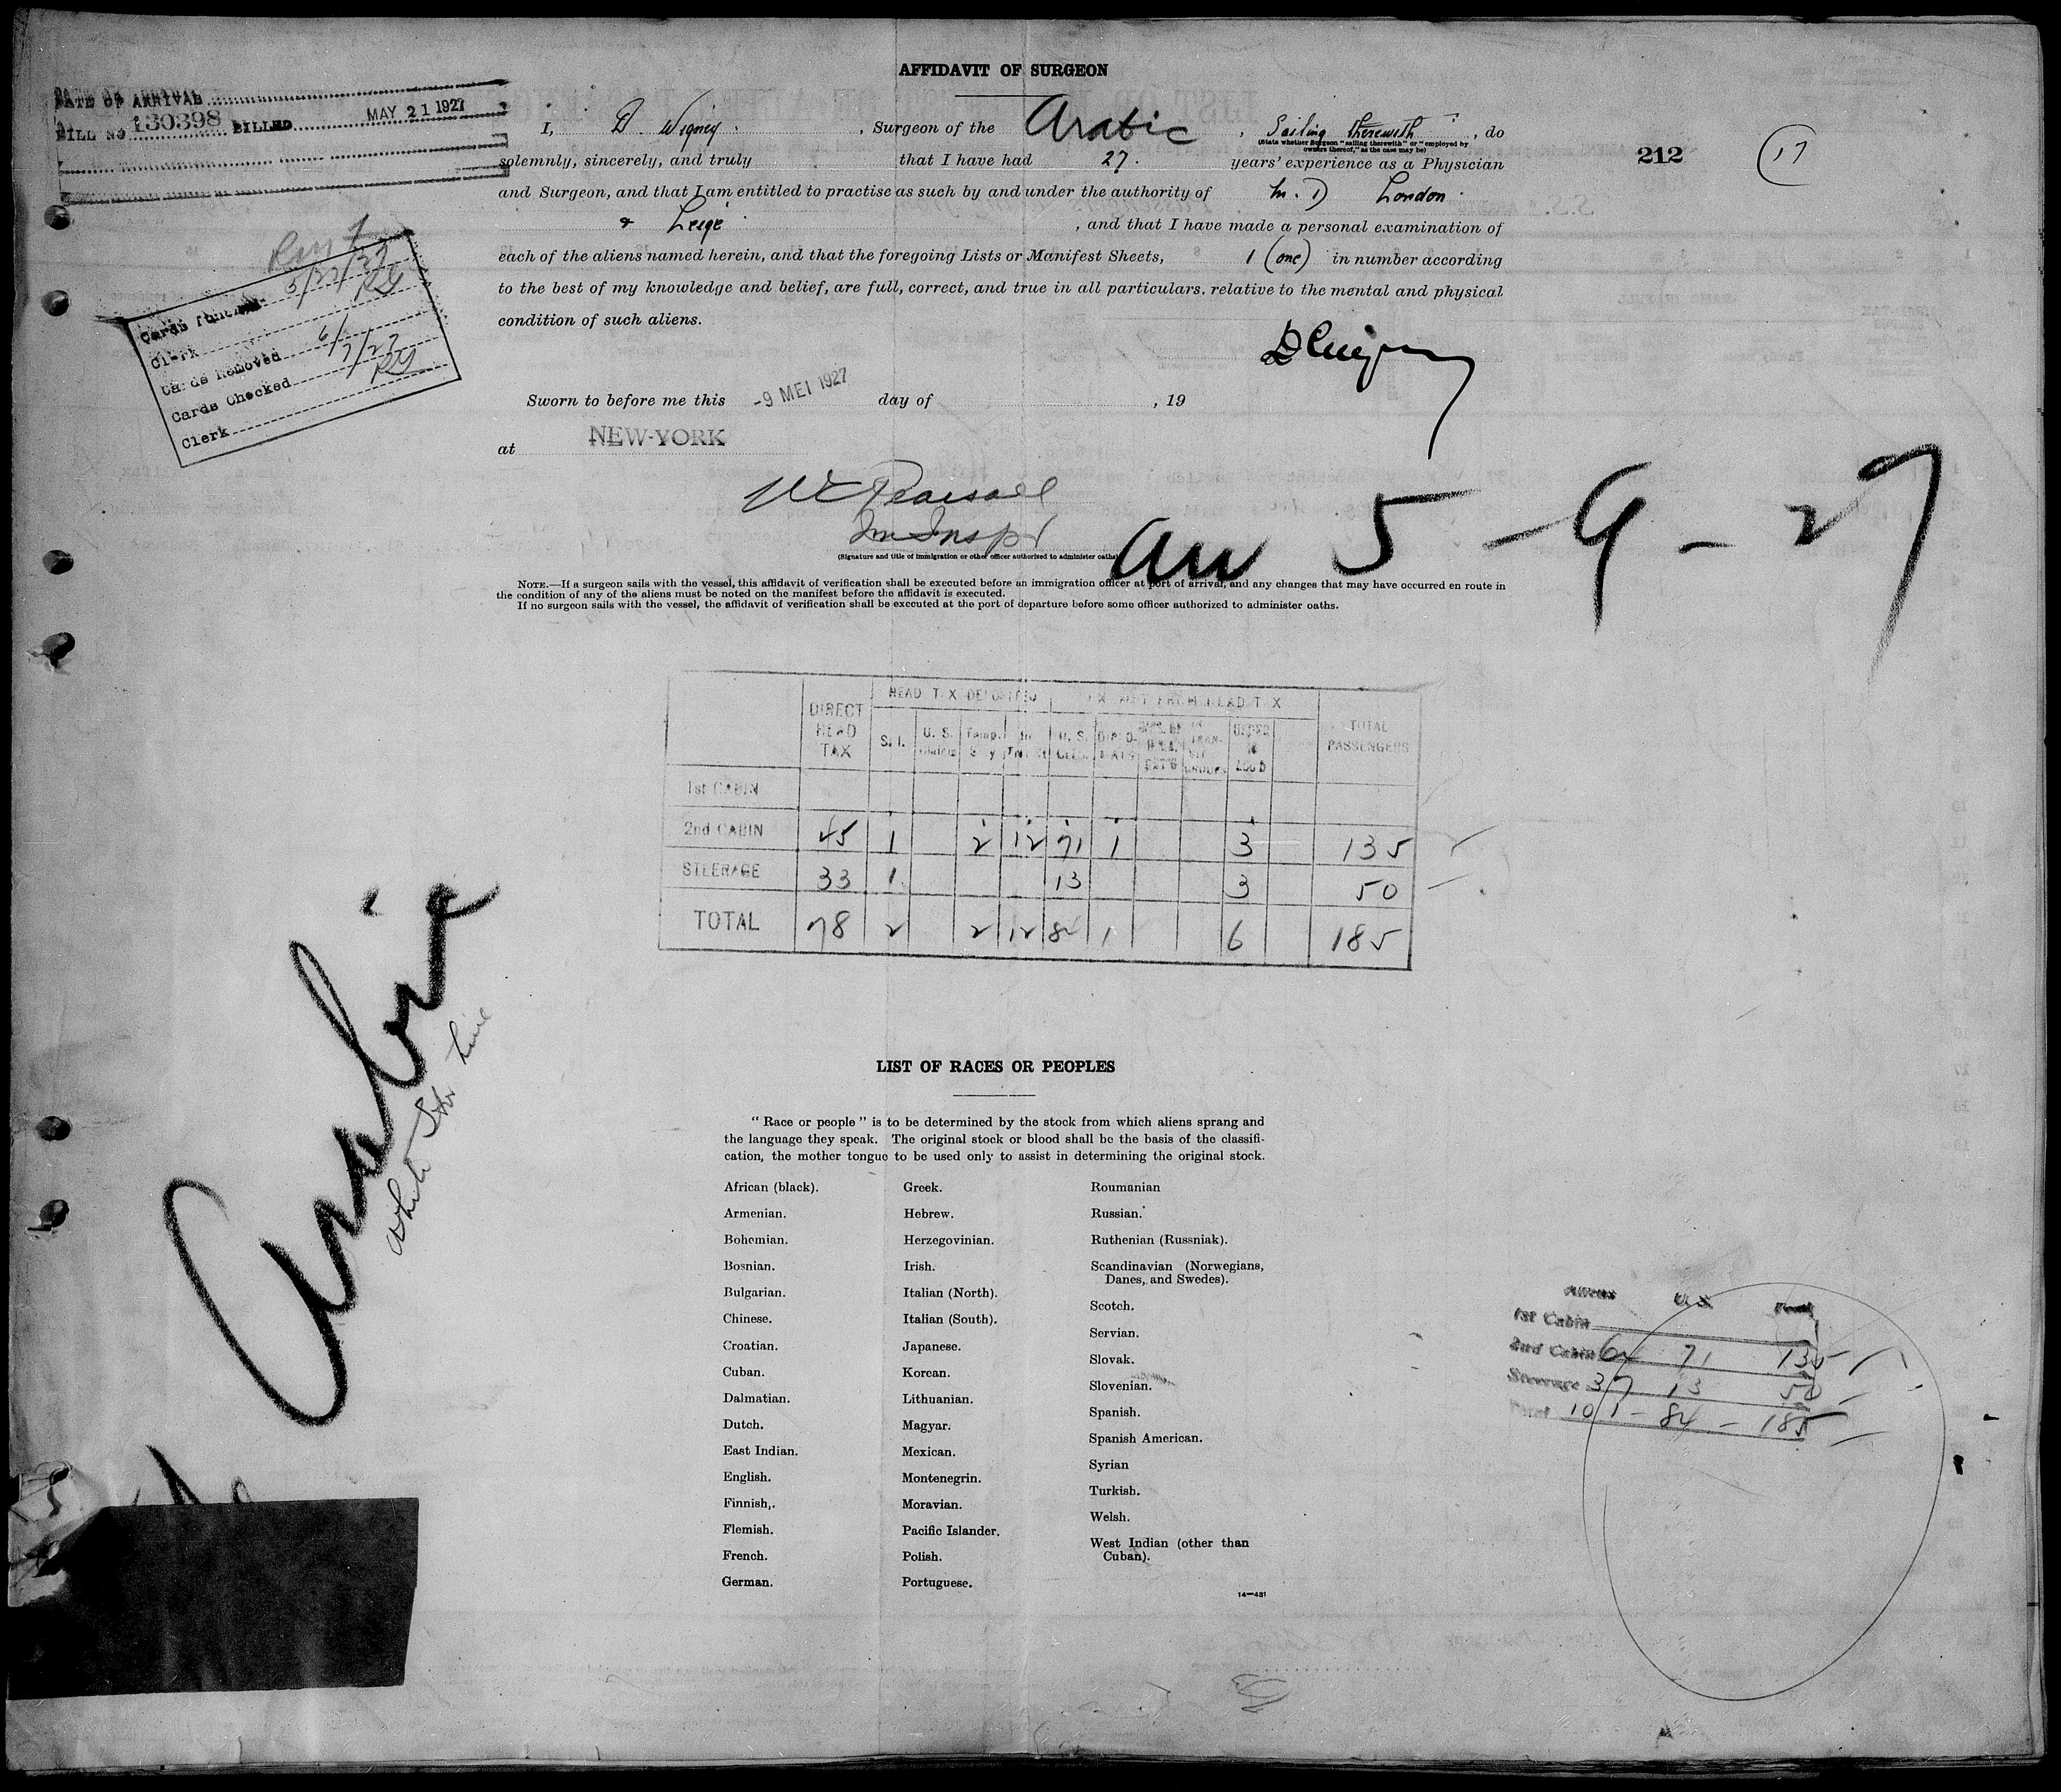 AFFIDAVIT OF SURGEON
DATE OF ARRIVAL
BILL NO 130398 BILLED MAY 21 1927
I, D. Wigney. , Surgeon of the Arabic , Sailing therewith , do
(State whether Surgeon "sailing therewith" or "employed by
owners thereof," as the case may be)
solemnly, sincerely, and truly that I have had 27. years' experience as a Physician
212
17
and Surgeon, and that I am entitled to practise as such by and under the authority of M. D London.
& Leige , and that I have made a personal examination of
each of the aliens named herein, and that the foregoing Lists or Manifest Sheets, 1 (one) in number according
to the best of my knowledge and belief, are full, correct, and true in all particulars. relative to the mental and physical
condition of such aliens.
5/22/27
Cards
Clerk
Cards Removed 6/7/27
Cards Checked
Clerk
Sworn to before me this -9 MEI 1927 day of , 19
at NEW-YORK
Pearsall
Im Inspr
(Signature and title of immigration or other officer authorized to administer oaths)
arr 5-9-27
NOTE.—If a surgeon sails with the vessel, this affidavit of verification shall be executed before an immigration officer at port of arrival, and any changes that may have occurred en route in
the condition of any of the aliens must be noted on the manifest before the affidavit is executed.
If no surgeon sails with the vessel, the affidavit of verification shall be executed at the port of departure before some officer authorized to administer oaths.
DIRECT HEAD TAX S.I. U.S. U.S. TOTAL PASSENGERS
1st CABIN
2nd CABIN 45 1 2 12 71 1 3 135
STEERAGE 33 1 13 3 50
TOTAL 78 2 2 12 84 1 6 185
Arabic
White Star Line
LIST OF RACES OR PEOPLES
"Race or people" is to be determined by the stock from which aliens sprang and
the language they speak. The original stock or blood shall be the basis of the classifi-
cation, the mother tongue to be used only to assist in determining the original stock.
African (black).
Armenian.
Bohemian.
Bosnian.
Bulgarian.
Chinese.
Croatian.
Cuban.
Dalmatian.
Dutch.
East Indian.
English.
Finnish,.
Flemish.
French.
German.
Greek.
Hebrew.
Herzegovinian.
Irish.
Italian (North).
Italian (South).
Japanese.
Korean.
Lithuanian.
Magyar.
Mexican.
Montenegrin.
Moravian.
Pacific Islander.
Polish.
Portuguese.
Roumanian
Russian.
Ruthenian (Russniak).
Scandinavian (Norwegians,
Danes, and Swedes).
Scotch.
Servian.
Slovak.
Slovenian.
Spanish.
Spanish American.
Syrian
Turkish.
Welsh.
West Indian (other than
Cuban).
14—481
Aliens U.S. Total
1st Cabin
2nd Cabin 64 71 135
Steerage 37 13 50
Total 101 - 84 - 185